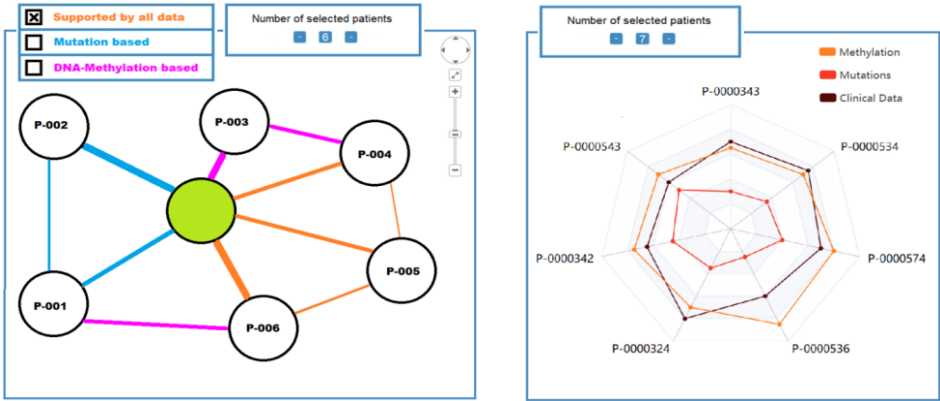 Supported by all data
Mutation based
DNA-Methylation based
Number of selected patients
- 6 -
P-002
P-003
P-004
P-005
P-001
P-006
Number of selected patients
- 7 -
Methylation
Mutations
Clinical Data
P-0000343
P-0000543
P-0000534
P-0000342
P-0000574
P-0000324
P-0000536